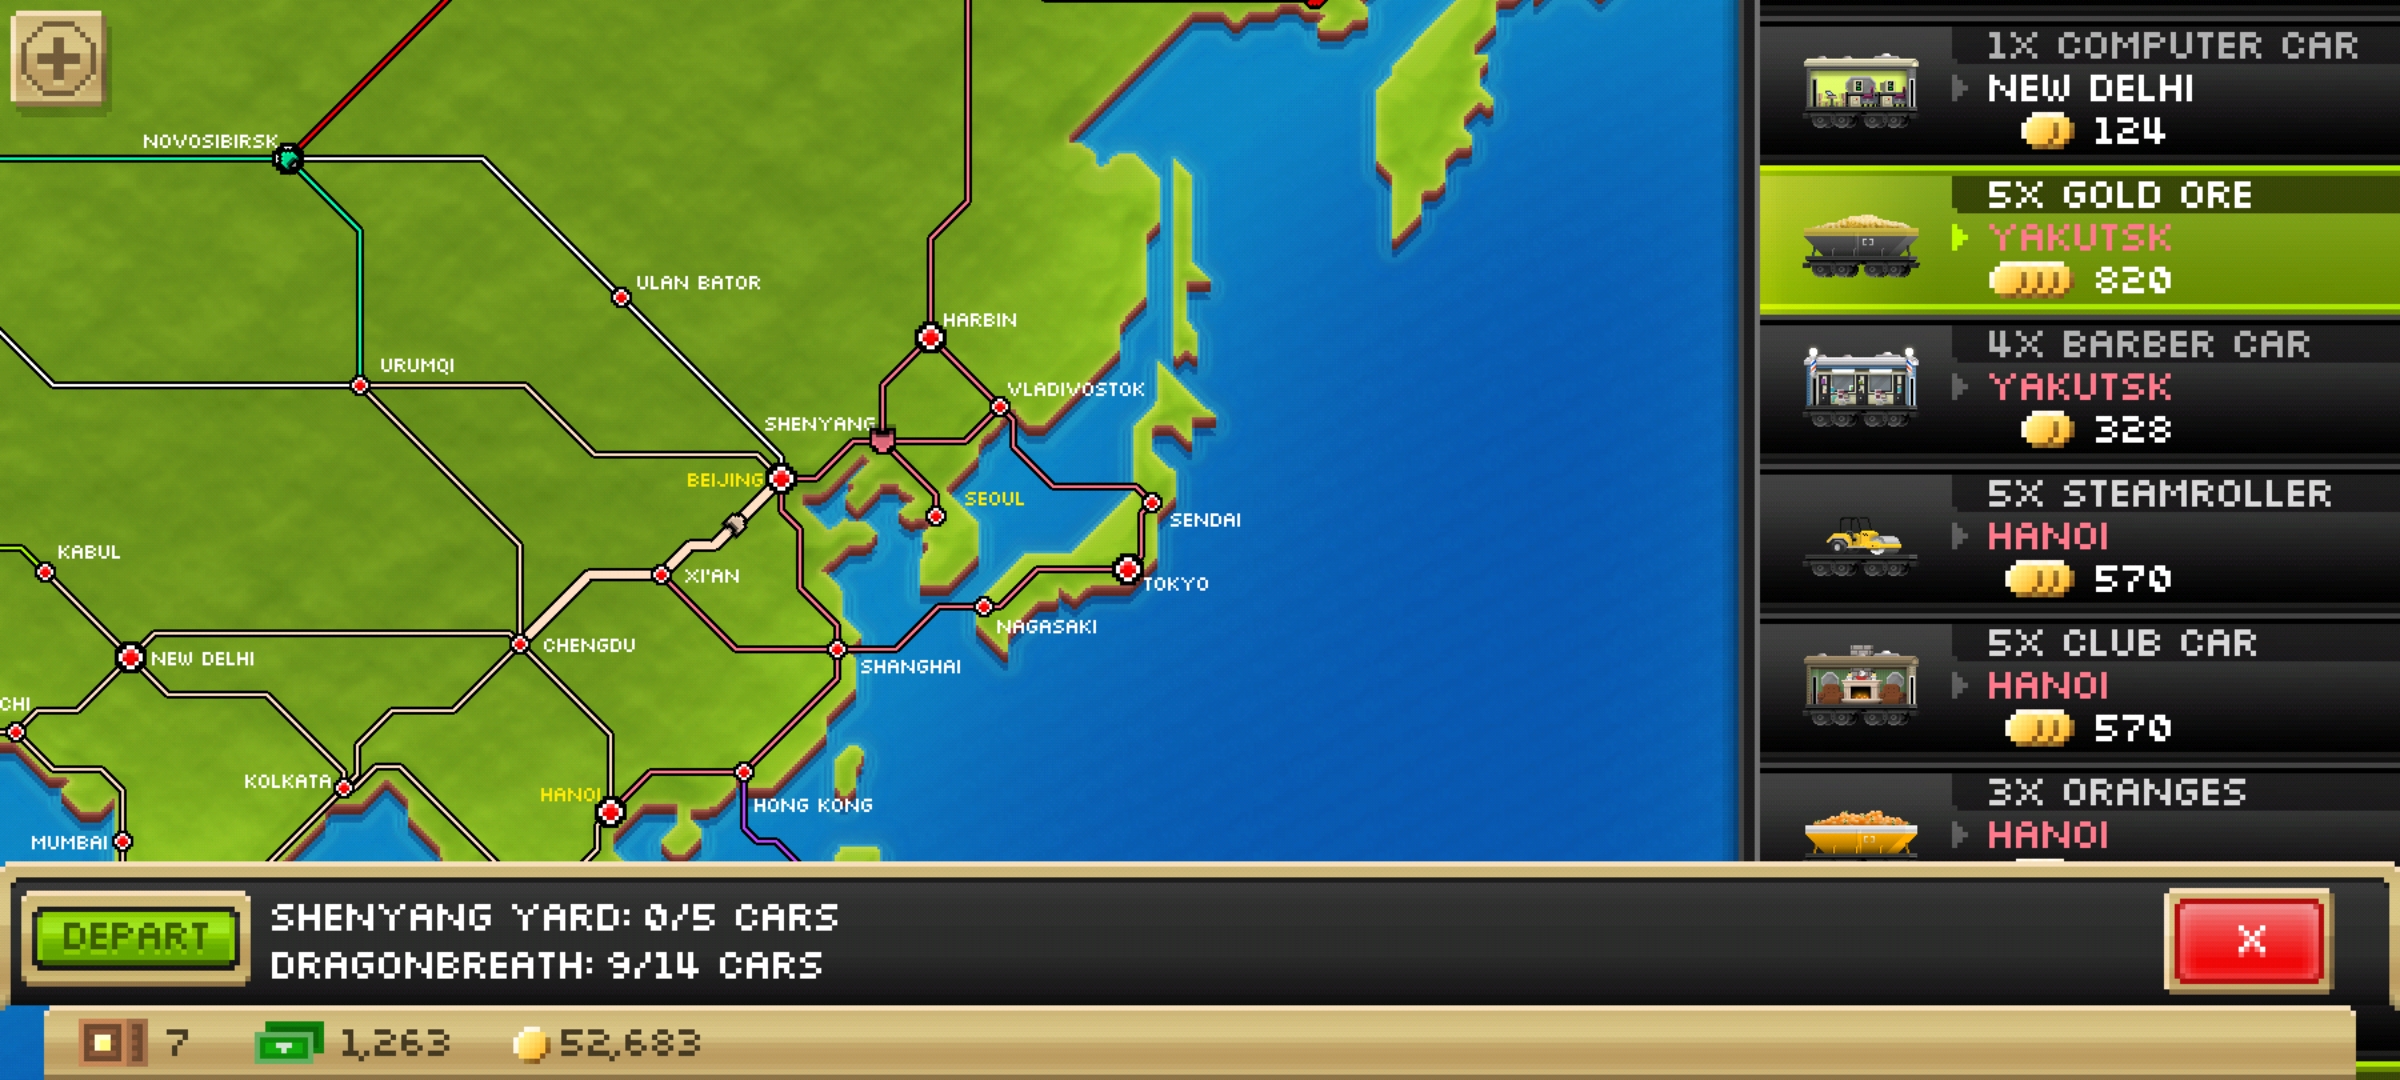 NOVOSIBIRSK
ULAN BATOR
HARBIN
URUMQI
VLADIVOSTOK
SHENYANG
BEIJING
SEOUL
SENDAI
KABUL
XI'AN
TOKYO
NAGASAKI
CHENGDU
NEW DELHI
SHANGHAI
CHI
KOLKATA
HANOI
HONG KONG
MUMBAI
1X COMPUTER CAR
NEW DELHI
124
5X GOLD ORE
YAKUTSK
820
4X BARBER CAR
YAKUTSK
328
5X STEAMROLLER
HANOI
570
5X CLUB CAR
HANOI
570
3X ORANGES
HANOI
DEPART
SHENYANG YARD: 0/5 CARS
DRAGONBREATH: 9/14 CARS
X
7
1,263
52,683